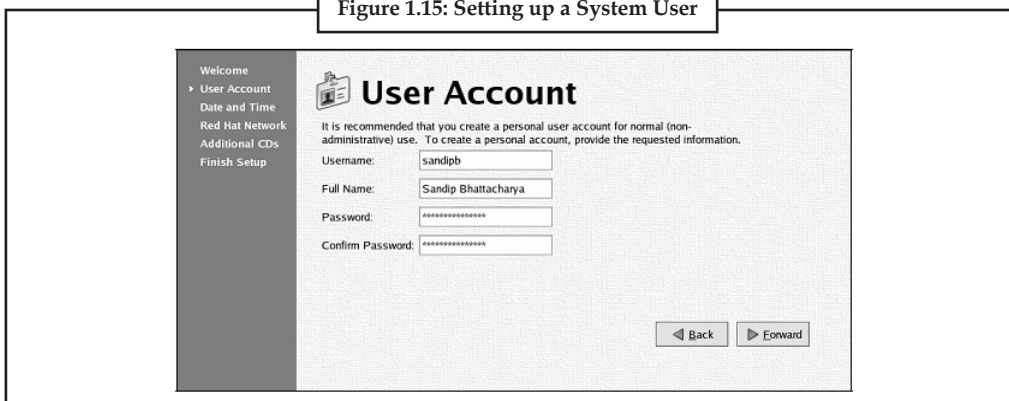 Figure 1.15: Setting up a System User
Welcome
User Account
Date and Time
Red Hat Network
Additional CDs
Finish Setup
User Account
It is recommended that you create a personal user account for normal (non-
administrative) use. To create a personal account, provide the requested information.
Username: sandipb
Full Name: Sandip Bhattacharya
Password: ***************
Confirm Password: ***************
Back Forward